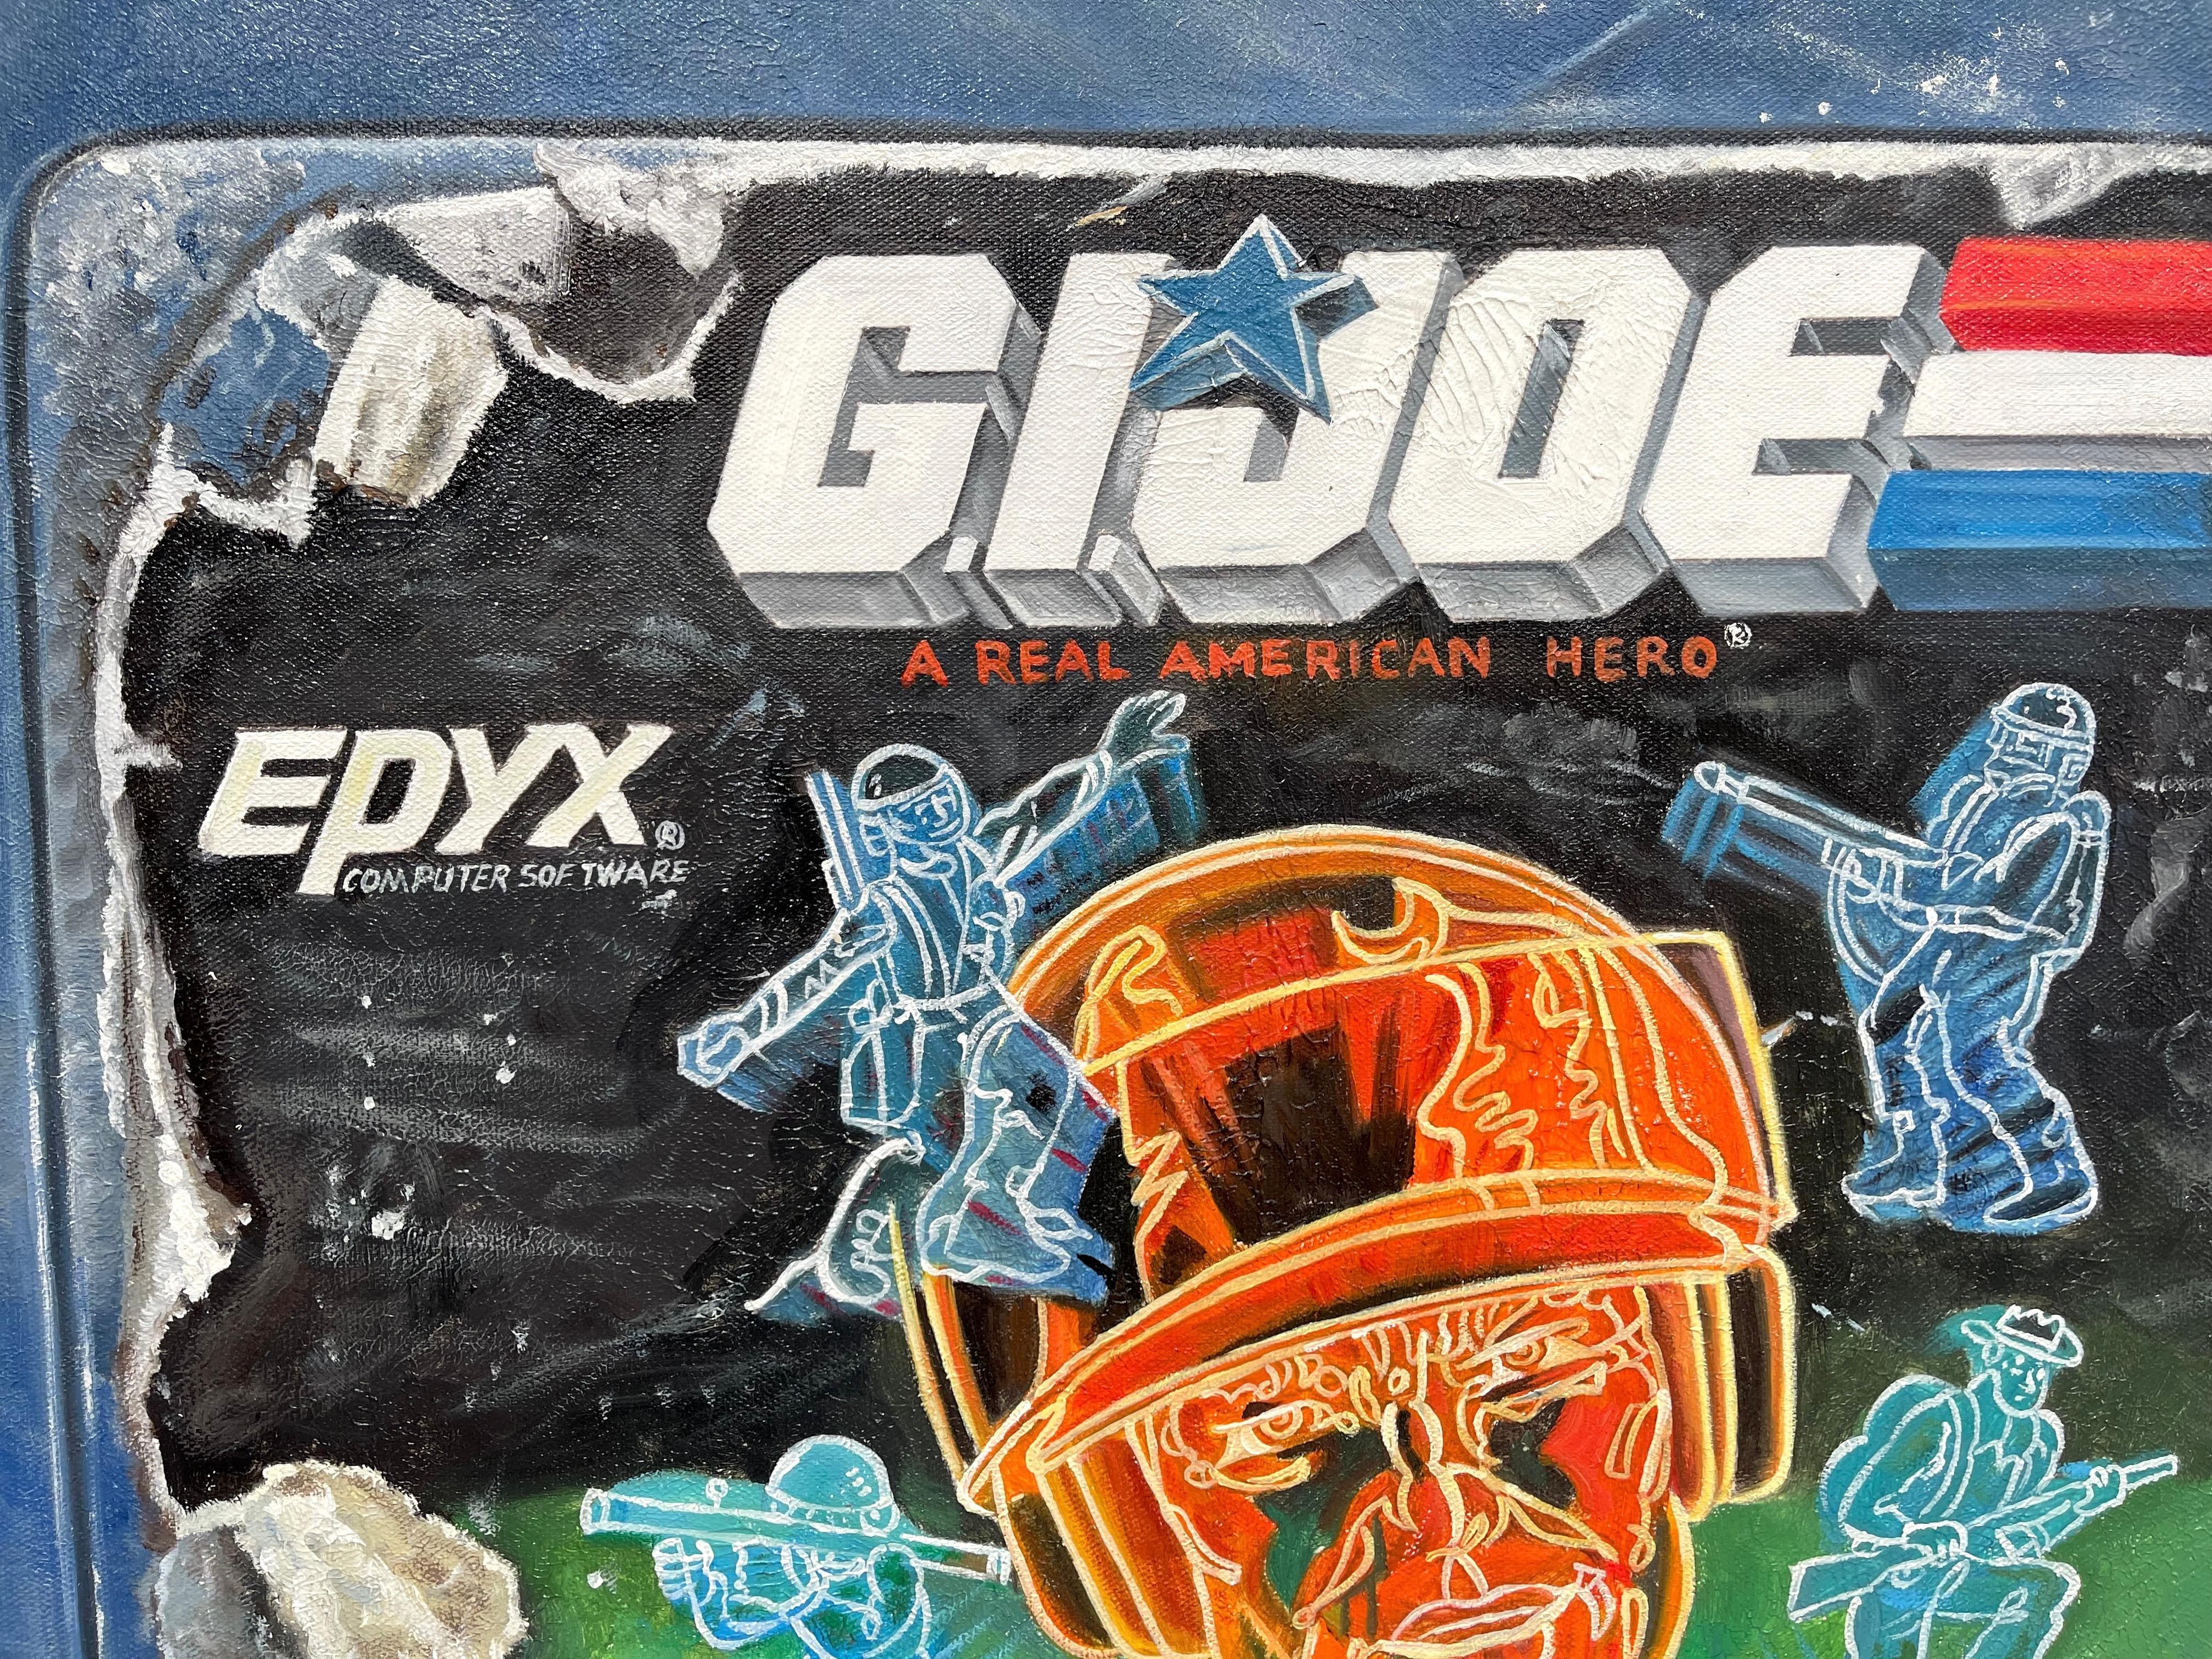 G.I. JOE
A REAL AMERICAN HERO®
EPYX®
COMPUTER SOFTWARE